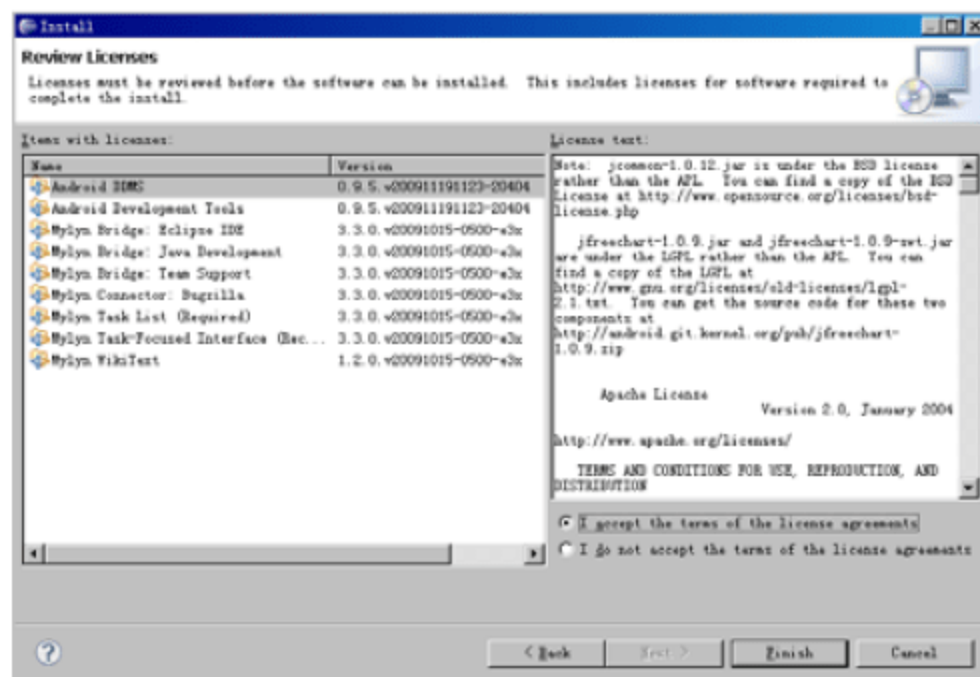 Install
Review Licenses
Licenses must be reviewed before the software can be installed. This includes licenses for software required to
complete the install.
Items with licenses:
Name Version
Android DDMS 0.9.5.v200911191123-20404
Android Development Tools 0.9.5.v200911191123-20404
Mylyn Bridge: Eclipse IDE 3.3.0.v20091015-0500-e3x
Mylyn Bridge: Java Development 3.3.0.v20091015-0500-e3x
Mylyn Bridge: Team Support 3.3.0.v20091015-0500-e3x
Mylyn Connector: Bugzilla 3.3.0.v20091015-0500-e3x
Mylyn Task List (Required) 3.3.0.v20091015-0500-e3x
Mylyn Task-Focused Interface (Rec... 3.3.0.v20091015-0500-e3x
Mylyn WikiText 1.2.0.v20091015-0500-e3x
License text:
Note: jcommon-1.0.12.jar is under the BSD license
rather than the APL. You can find a copy of the BSD
License at http://www.opensource.org/licenses/bsd-
license.php
jfreechart-1.0.9.jar and jfreechart-1.0.9-swt.jar
are under the LGPL rather than the APL. You can
find a copy of the LGPL at
http://www.gnu.org/licenses/old-licenses/lgpl-
2.1.txt. You can get the source code for these two
components at
http://android.git.kernel.org/pub/jfreechart-
1.0.9.zip
Apache License
Version 2.0, January 2004
http://www.apache.org/licenses/
TERMS AND CONDITIONS FOR USE, REPRODUCTION, AND
DISTRIBUTION
I accept the terms of the license agreements
I do not accept the terms of the license agreements
? < Back Next > Finish Cancel